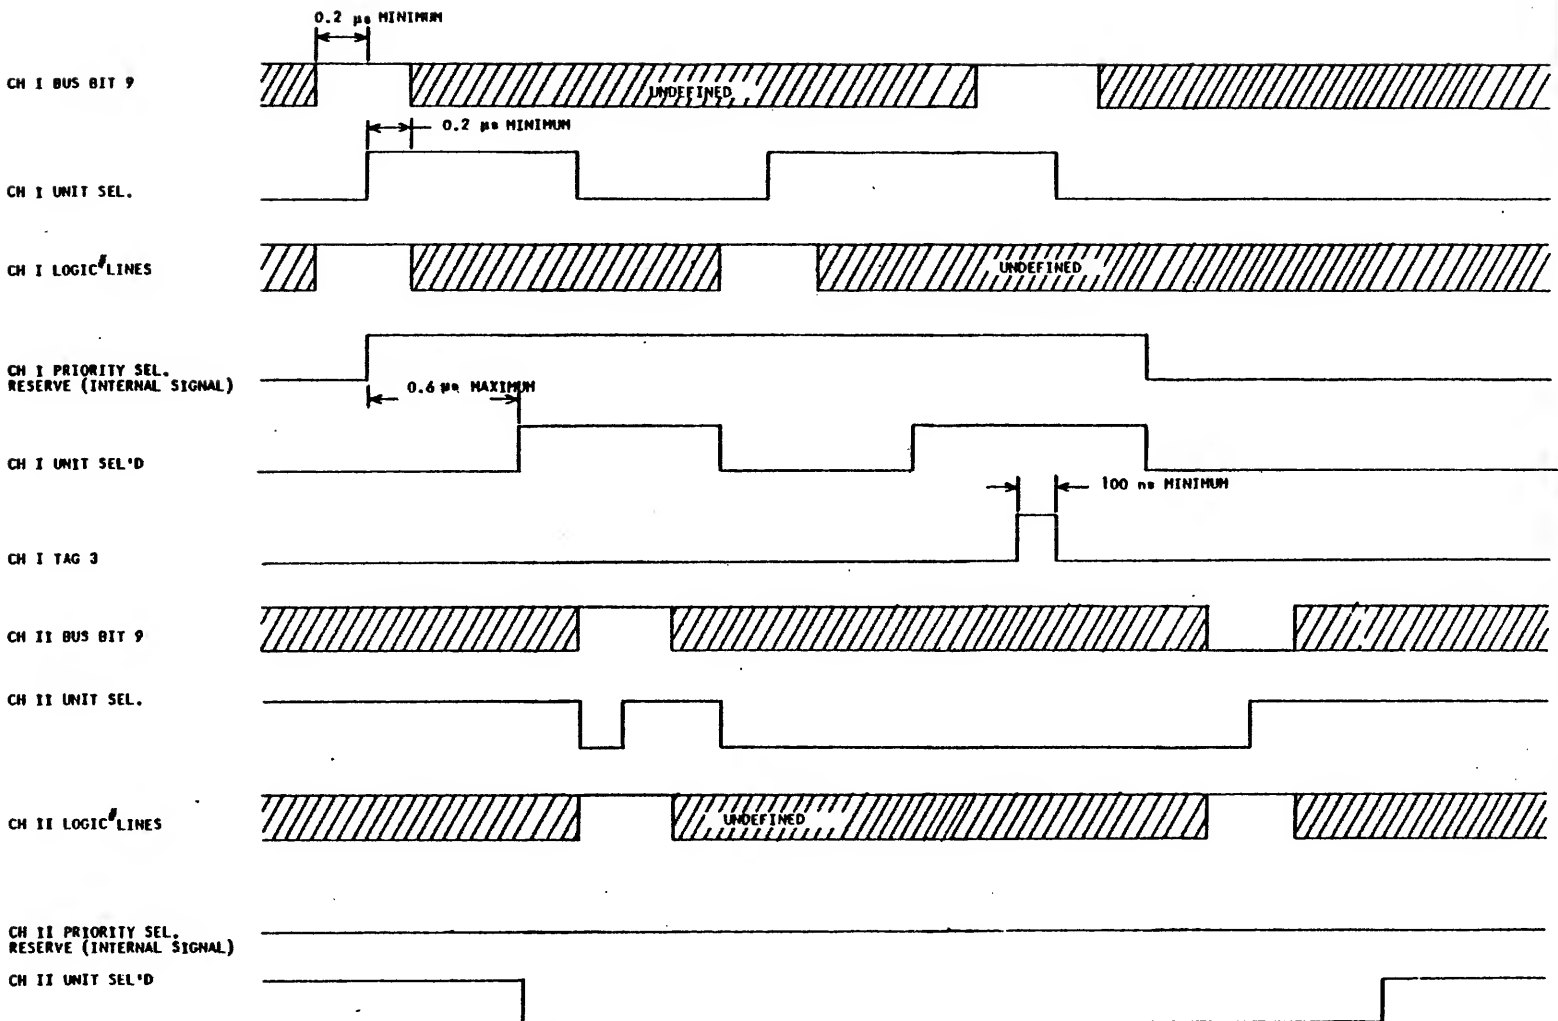 0.2 µs MINIMUM
CH I BUS BIT 9
UNDEFINED
0.2 µs MINIMUM
CH I UNIT SEL.
CH I LOGIC # LINES
UNDEFINED
CH I PRIORITY SEL.
RESERVE (INTERNAL SIGNAL)
0.6 µs MAXIMUM
CH I UNIT SEL'D
100 ns MINIMUM
CH I TAG 3
CH II BUS BIT 9
CH II UNIT SEL.
CH II LOGIC # LINES
UNDEFINED
CH II PRIORITY SEL.
RESERVE (INTERNAL SIGNAL)
CH II UNIT SEL'D